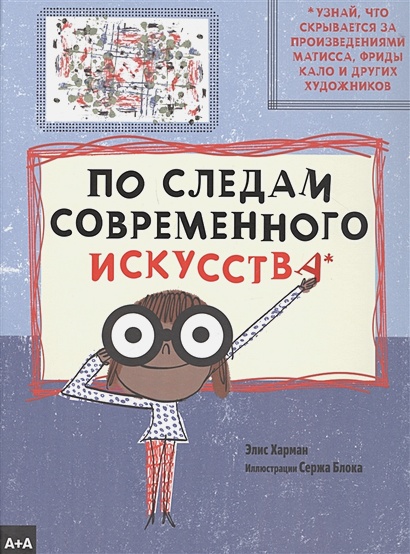 *УЗНАЙ, ЧТО
СКРЫВАЕТСЯ ЗА
ПРОИЗВЕДЕНИЯМИ
МАТИССА, ФРИДЫ
КАЛО И ДРУГИХ
ХУДОЖНИКОВ
ПО СЛЕДАМ
СОВРЕМЕННОГО
ИСКУССТВА*
Элис Харман
Иллюстрации Сержа Блока
А+А